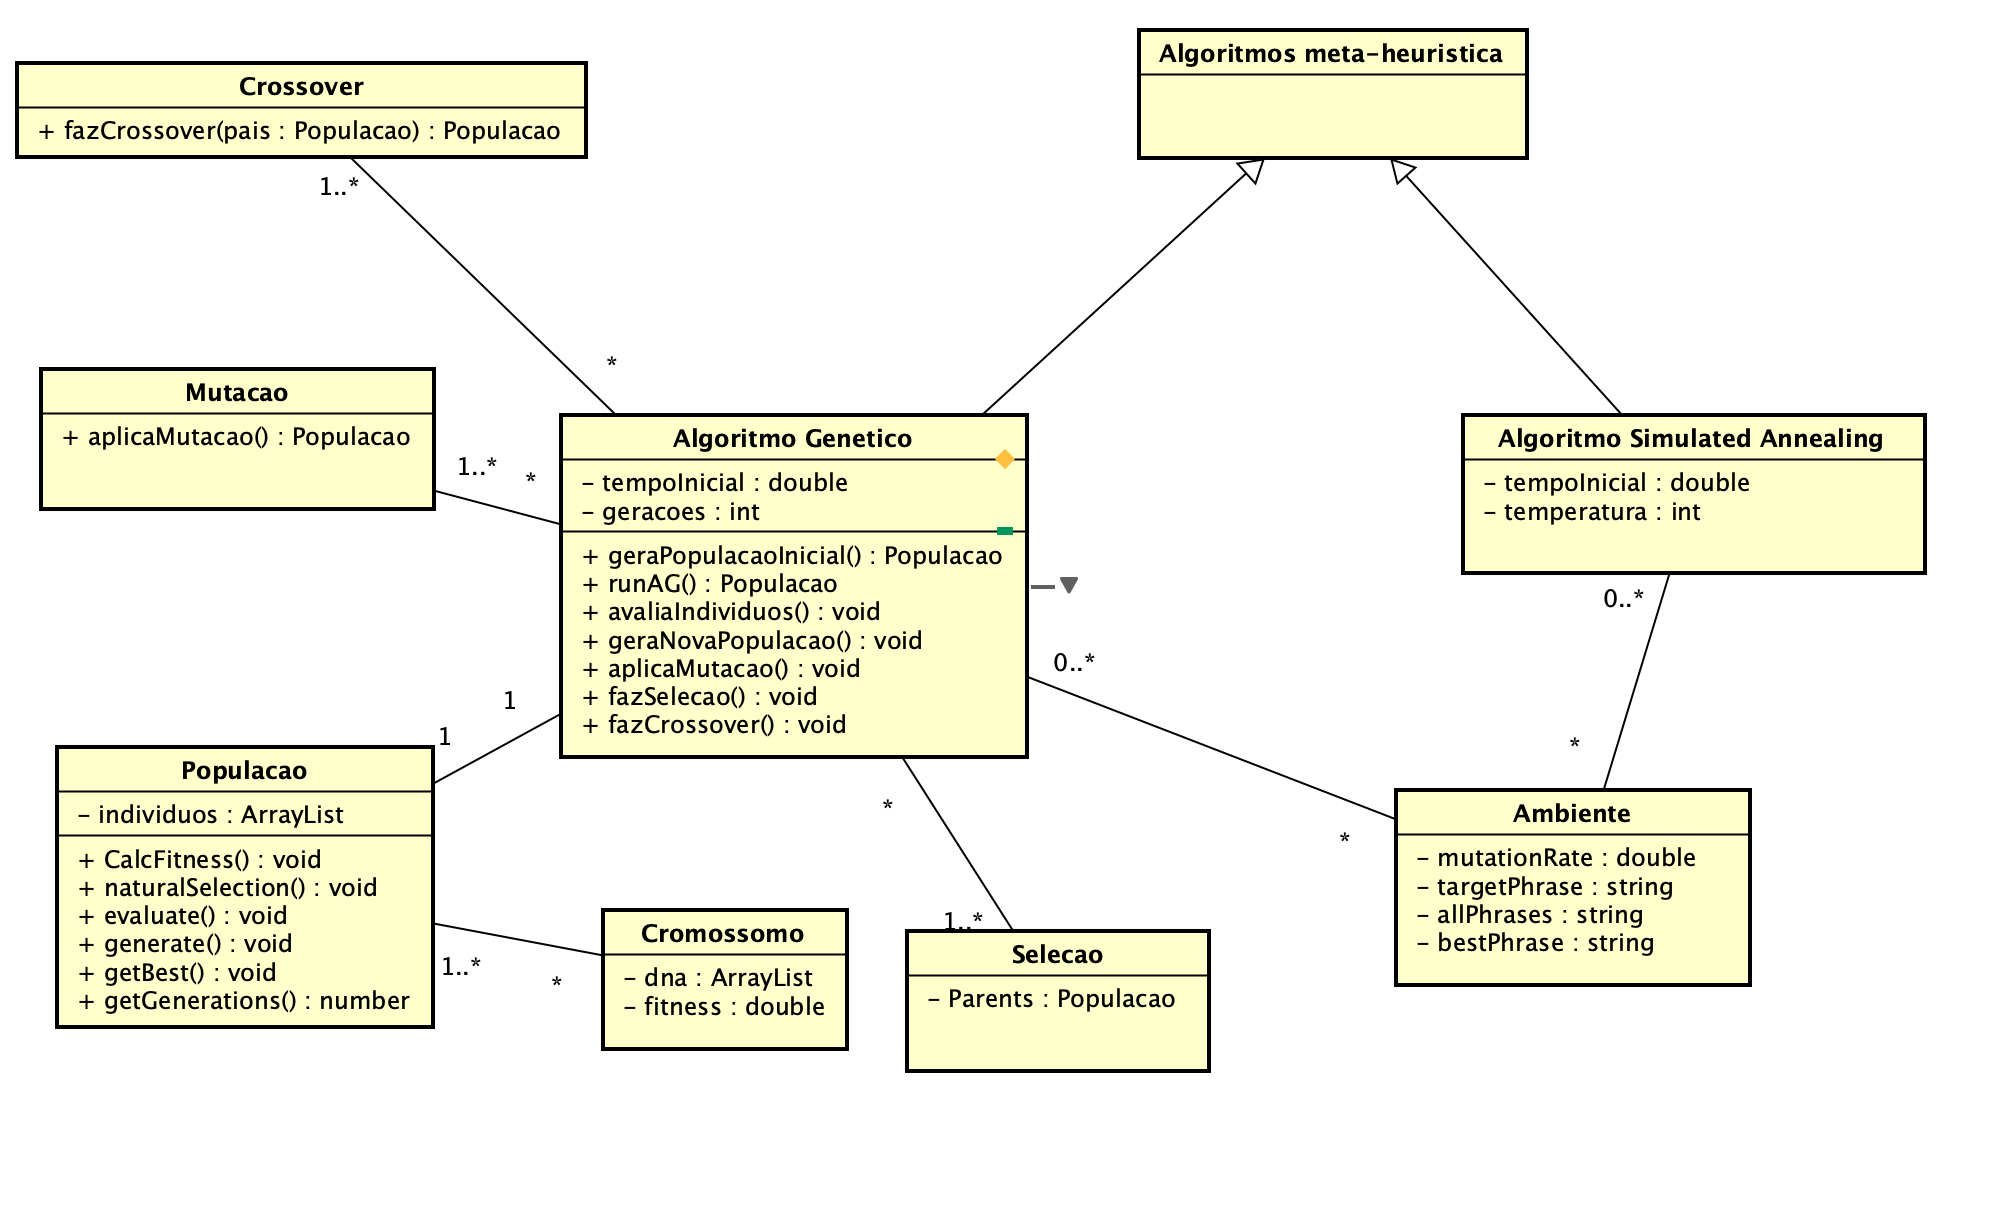 Crossover
+ fazCrossover(pais : Populacao) : Populacao
1..*
*
Algoritmos meta-heuristica
Mutacao
+ aplicaMutacao() : Populacao
1..*
*
Algoritmo Genetico
- tempoInicial : double
- geracoes : int
+ geraPopulacaoInicial() : Populacao
+ runAG() : Populacao
+ avaliaIndividuos() : void
+ geraNovaPopulacao() : void
+ aplicaMutacao() : void
+ fazSelecao() : void
+ fazCrossover() : void
Algoritmo Simulated Annealing
- tempoInicial : double
- temperatura : int
0..*
*
0..*
*
1
1
Populacao
- individuos : ArrayList
+ CalcFitness() : void
+ naturalSelection() : void
+ evaluate() : void
+ generate() : void
+ getBest() : void
+ getGenerations() : number
1..*
*
Cromossomo
- dna : ArrayList
- fitness : double
*
1..*
Selecao
- Parents : Populacao
Ambiente
- mutationRate : double
- targetPhrase : string
- allPhrases : string
- bestPhrase : string